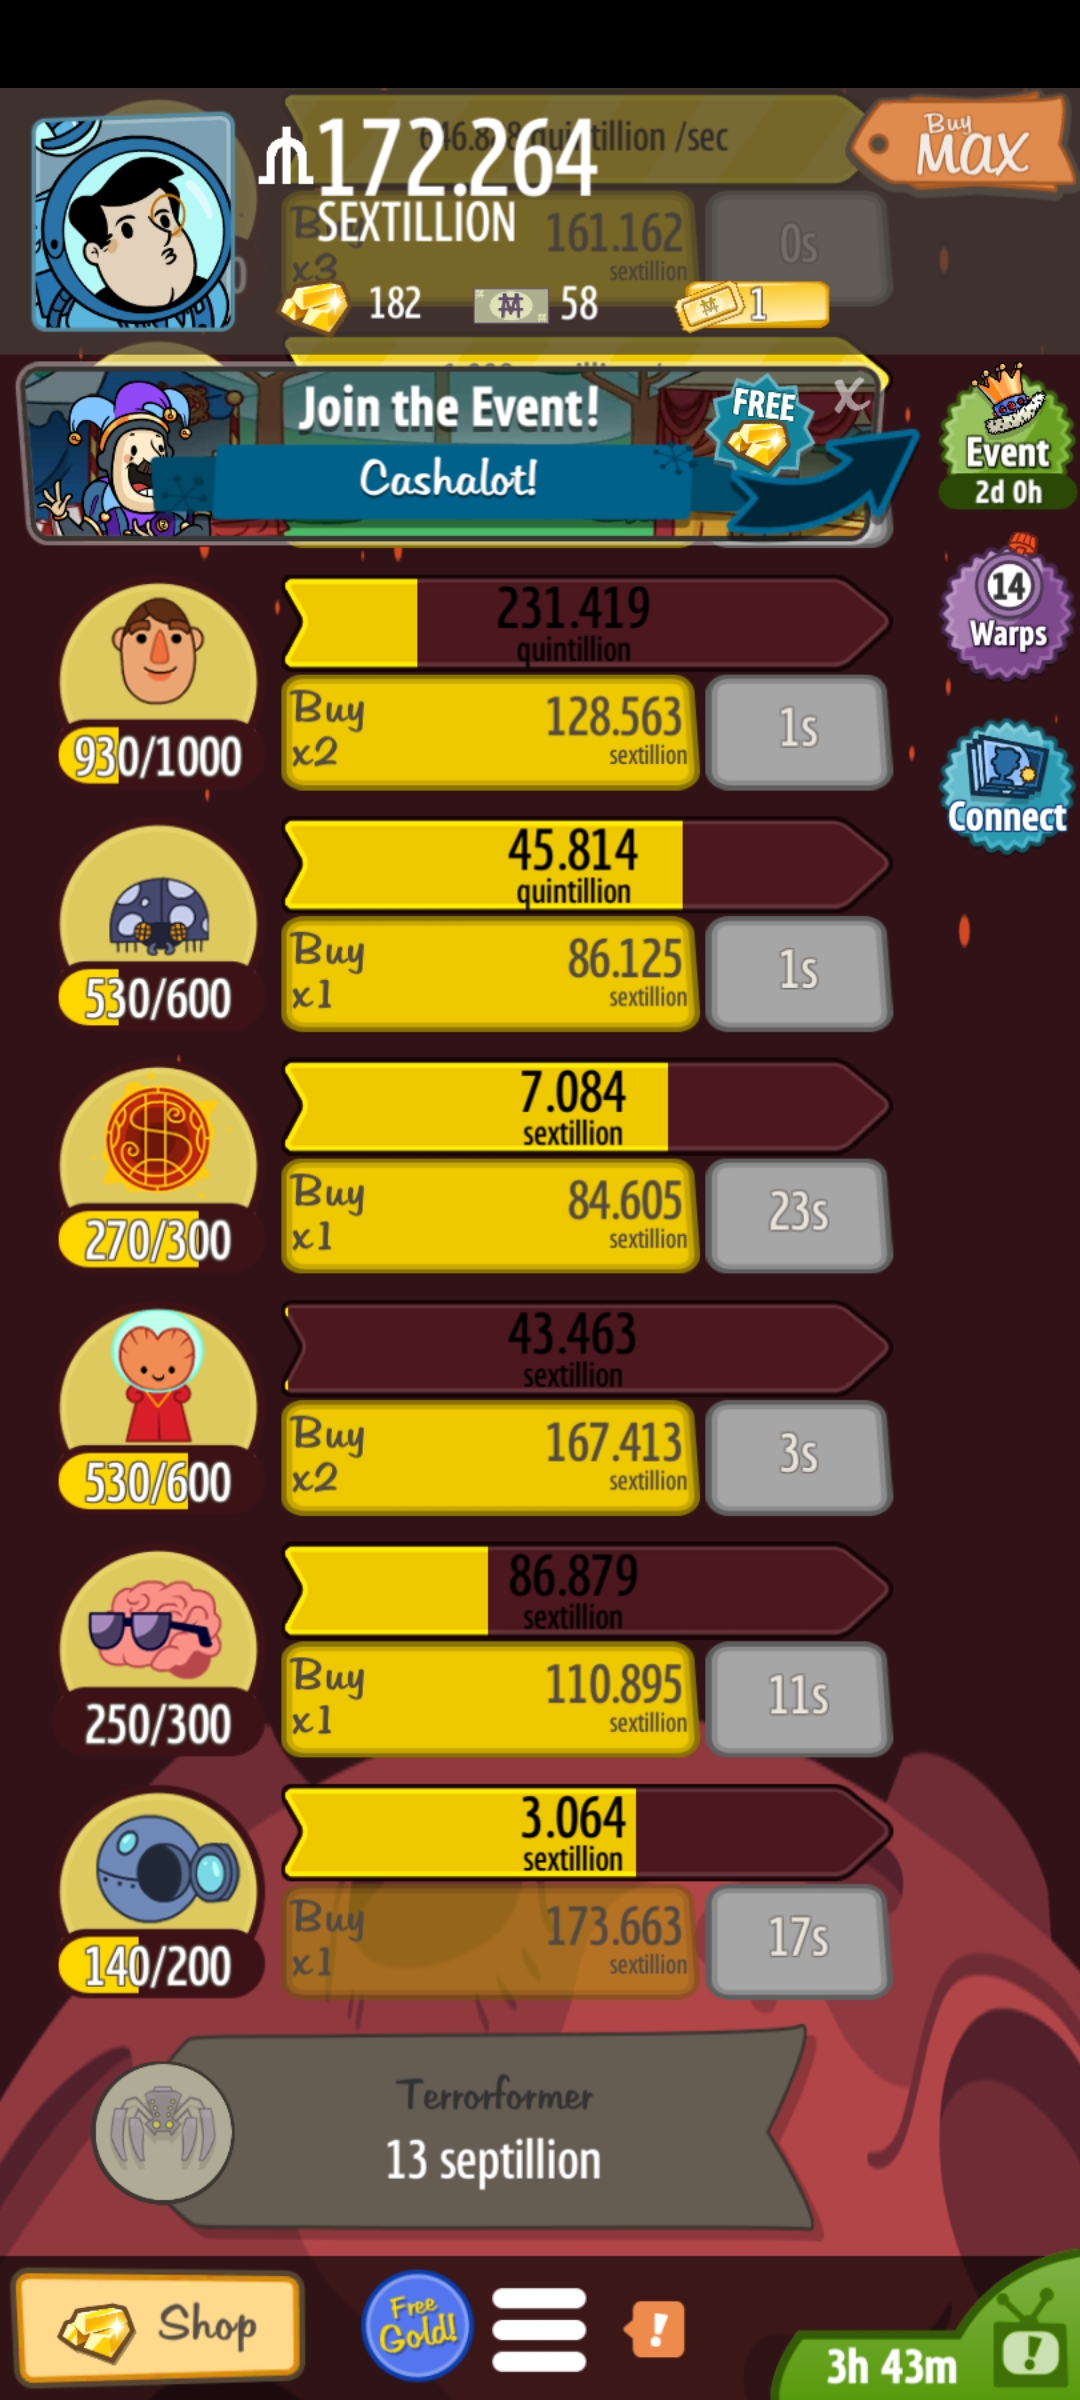 /sec
172.264
SEXTILLION
Buy
MAX
Buy
x3
161.162
sextillion
0s
182
58
1
Join the Event!
FREE
X
Cashalot!
Event
2d 0h
231.419
quintillion
930/1000
Buy
x2
128.563
sextillion
1s
14
Warps
Connect
45.814
quintillion
530/600
Buy
x1
86.125
sextillion
1s
7.084
sextillion
270/300
Buy
x1
84.605
sextillion
23s
43.463
sextillion
530/600
Buy
x2
167.413
sextillion
3s
86.879
sextillion
250/300
Buy
x1
110.895
sextillion
11s
3.064
sextillion
140/200
Buy
x1
173.663
sextillion
17s
Terrorformer
13 septillion
Shop
Free
Gold!
!
3h 43m
!